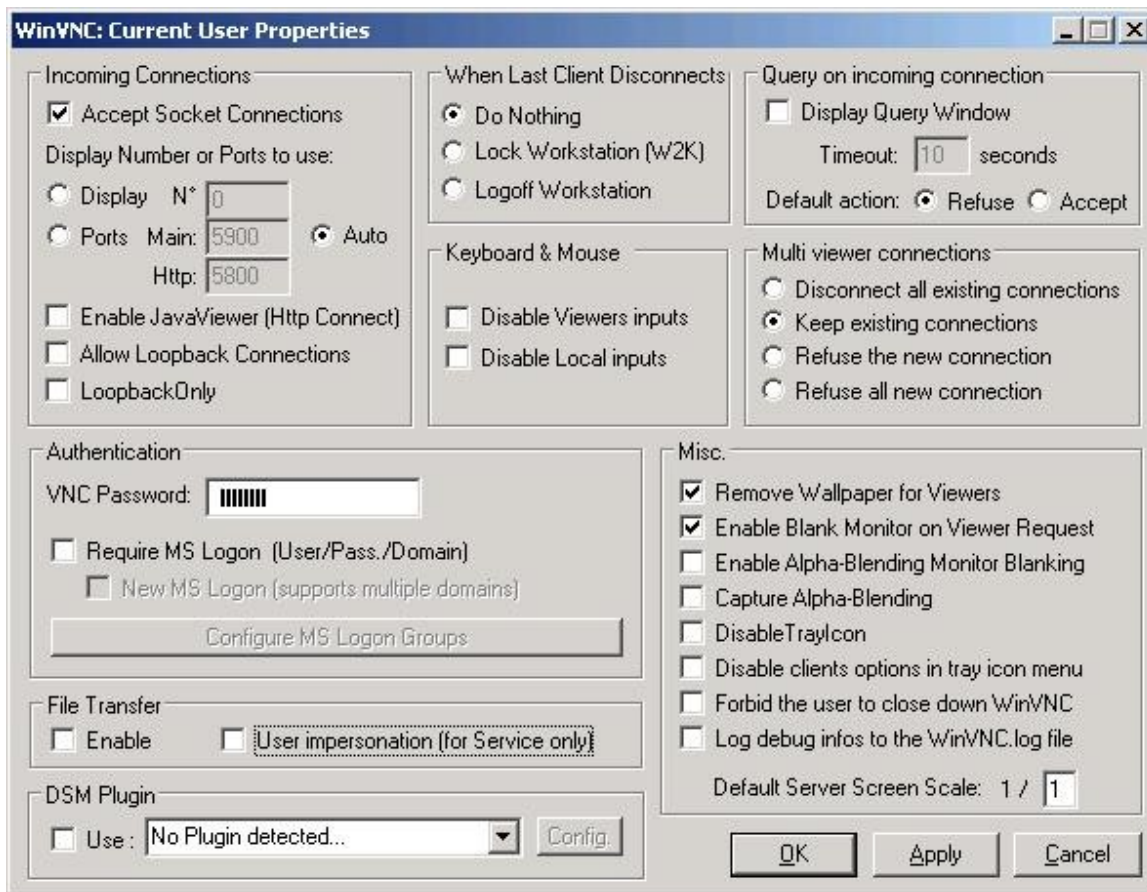 WinVNC: Current User Properties
Incoming Connections
Accept Socket Connections
Display Number or Ports to use:
Display N° 0
Ports Main: 5900 Auto
Http: 5800
Enable JavaViewer (Http Connect)
Allow Loopback Connections
LoopbackOnly
When Last Client Disconnects
Do Nothing
Lock Workstation (W2K)
Logoff Workstation
Query on incoming connection
Display Query Window
Timeout: 10 seconds
Default action: Refuse Accept
Keyboard & Mouse
Disable Viewers inputs
Disable Local inputs
Multi viewer connections
Disconnect all existing connections
Keep existing connections
Refuse the new connection
Refuse all new connection
Authentication
VNC Password:
Require MS Logon (User/Pass./Domain)
New MS Logon (supports multiple domains)
Configure MS Logon Groups
File Transfer
Enable User impersonation (for Service only)
DSM Plugin
Use : No Plugin detected... Config.
Misc.
Remove Wallpaper for Viewers
Enable Blank Monitor on Viewer Request
Enable Alpha-Blending Monitor Blanking
Capture Alpha-Blending
DisableTrayIcon
Disable clients options in tray icon menu
Forbid the user to close down WinVNC
Log debug infos to the WinVNC.log file
Default Server Screen Scale: 1 / 1
OK Apply Cancel